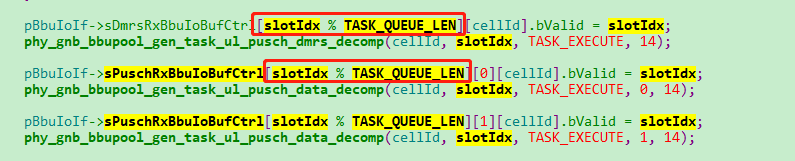 pBbuIoIf->sDmrsRxBbuIoBufCtrl[slotIdx % TASK_QUEUE_LEN][cellId].bValid = slotIdx;
phy_gnb_bbupool_gen_task_ul_pusch_dmrs_decomp(cellId, slotIdx, TASK_EXECUTE, 14);
pBbuIoIf->sPuschRxBbuIoBufCtrl[slotIdx % TASK_QUEUE_LEN][0][cellId].bValid = slotIdx;
phy_gnb_bbupool_gen_task_ul_pusch_data_decomp(cellId, slotIdx, TASK_EXECUTE, 0, 14);
pBbuIoIf->sPuschRxBbuIoBufCtrl[slotIdx % TASK_QUEUE_LEN][1][cellId].bValid = slotIdx;
phy_gnb_bbupool_gen_task_ul_pusch_data_decomp(cellId, slotIdx, TASK_EXECUTE, 1, 14);